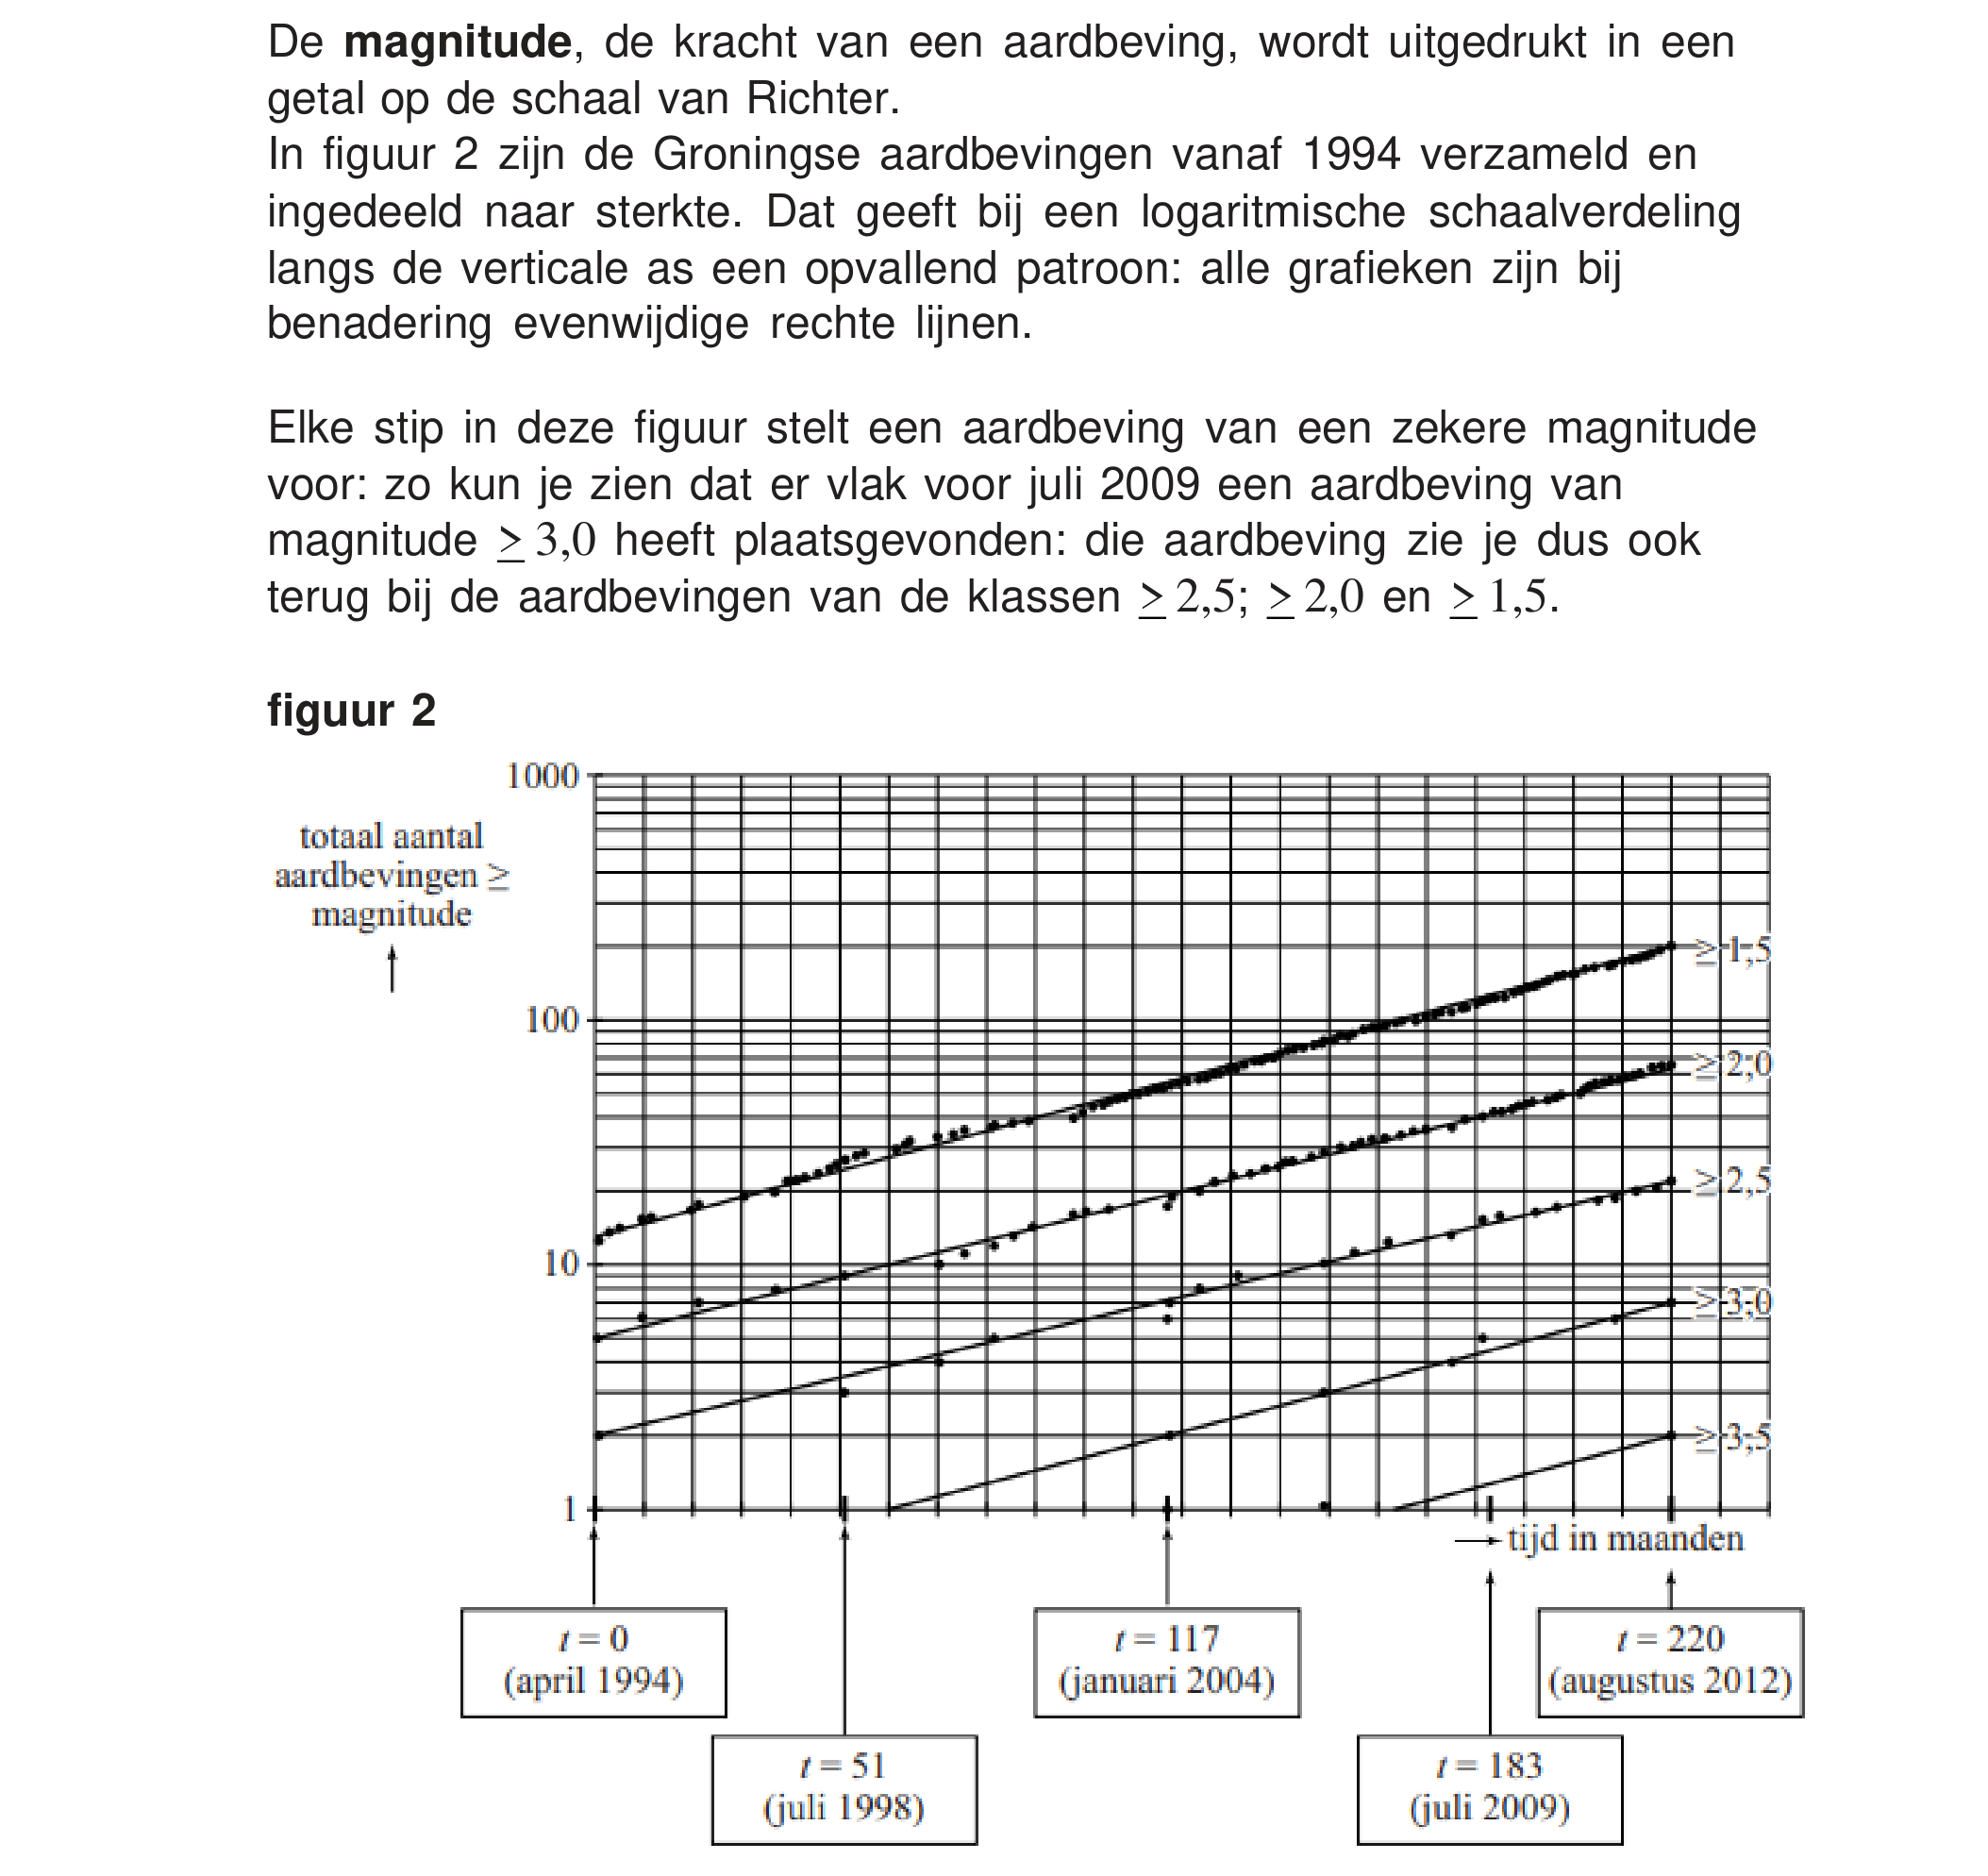 De magnitude, de kracht van een aardbeving, wordt uitgedrukt in een
getal op de schaal van Richter.
In figuur 2 zijn de Groningse aardbevingen vanaf 1994 verzameld en
ingedeeld naar sterkte. Dat geeft bij een logaritmische schaalverdeling
langs de verticale as een opvallend patroon: alle grafieken zijn bij
benadering evenwijdige rechte lijnen.
Elke stip in deze figuur stelt een aardbeving van een zekere magnitude
voor: zo kun je zien dat er vlak voor juli 2009 een aardbeving van
magnitude ≥ 3,0 heeft plaatsgevonden: die aardbeving zie je dus ook
terug bij de aardbevingen van de klassen ≥ 2,5; ≥ 2,0 en ≥ 1,5.
figuur 2
1000
totaal aantal
aardbevingen ≥
magnitude
≥ 1,5
100
≥ 2,0
≥ 2,5
10
≥ 3,0
≥ 3,5
1
tijd in maanden
t = 0
(april 1994)
t = 117
(januari 2004)
t = 220
(augustus 2012)
t = 51
(juli 1998)
t = 183
(juli 2009)